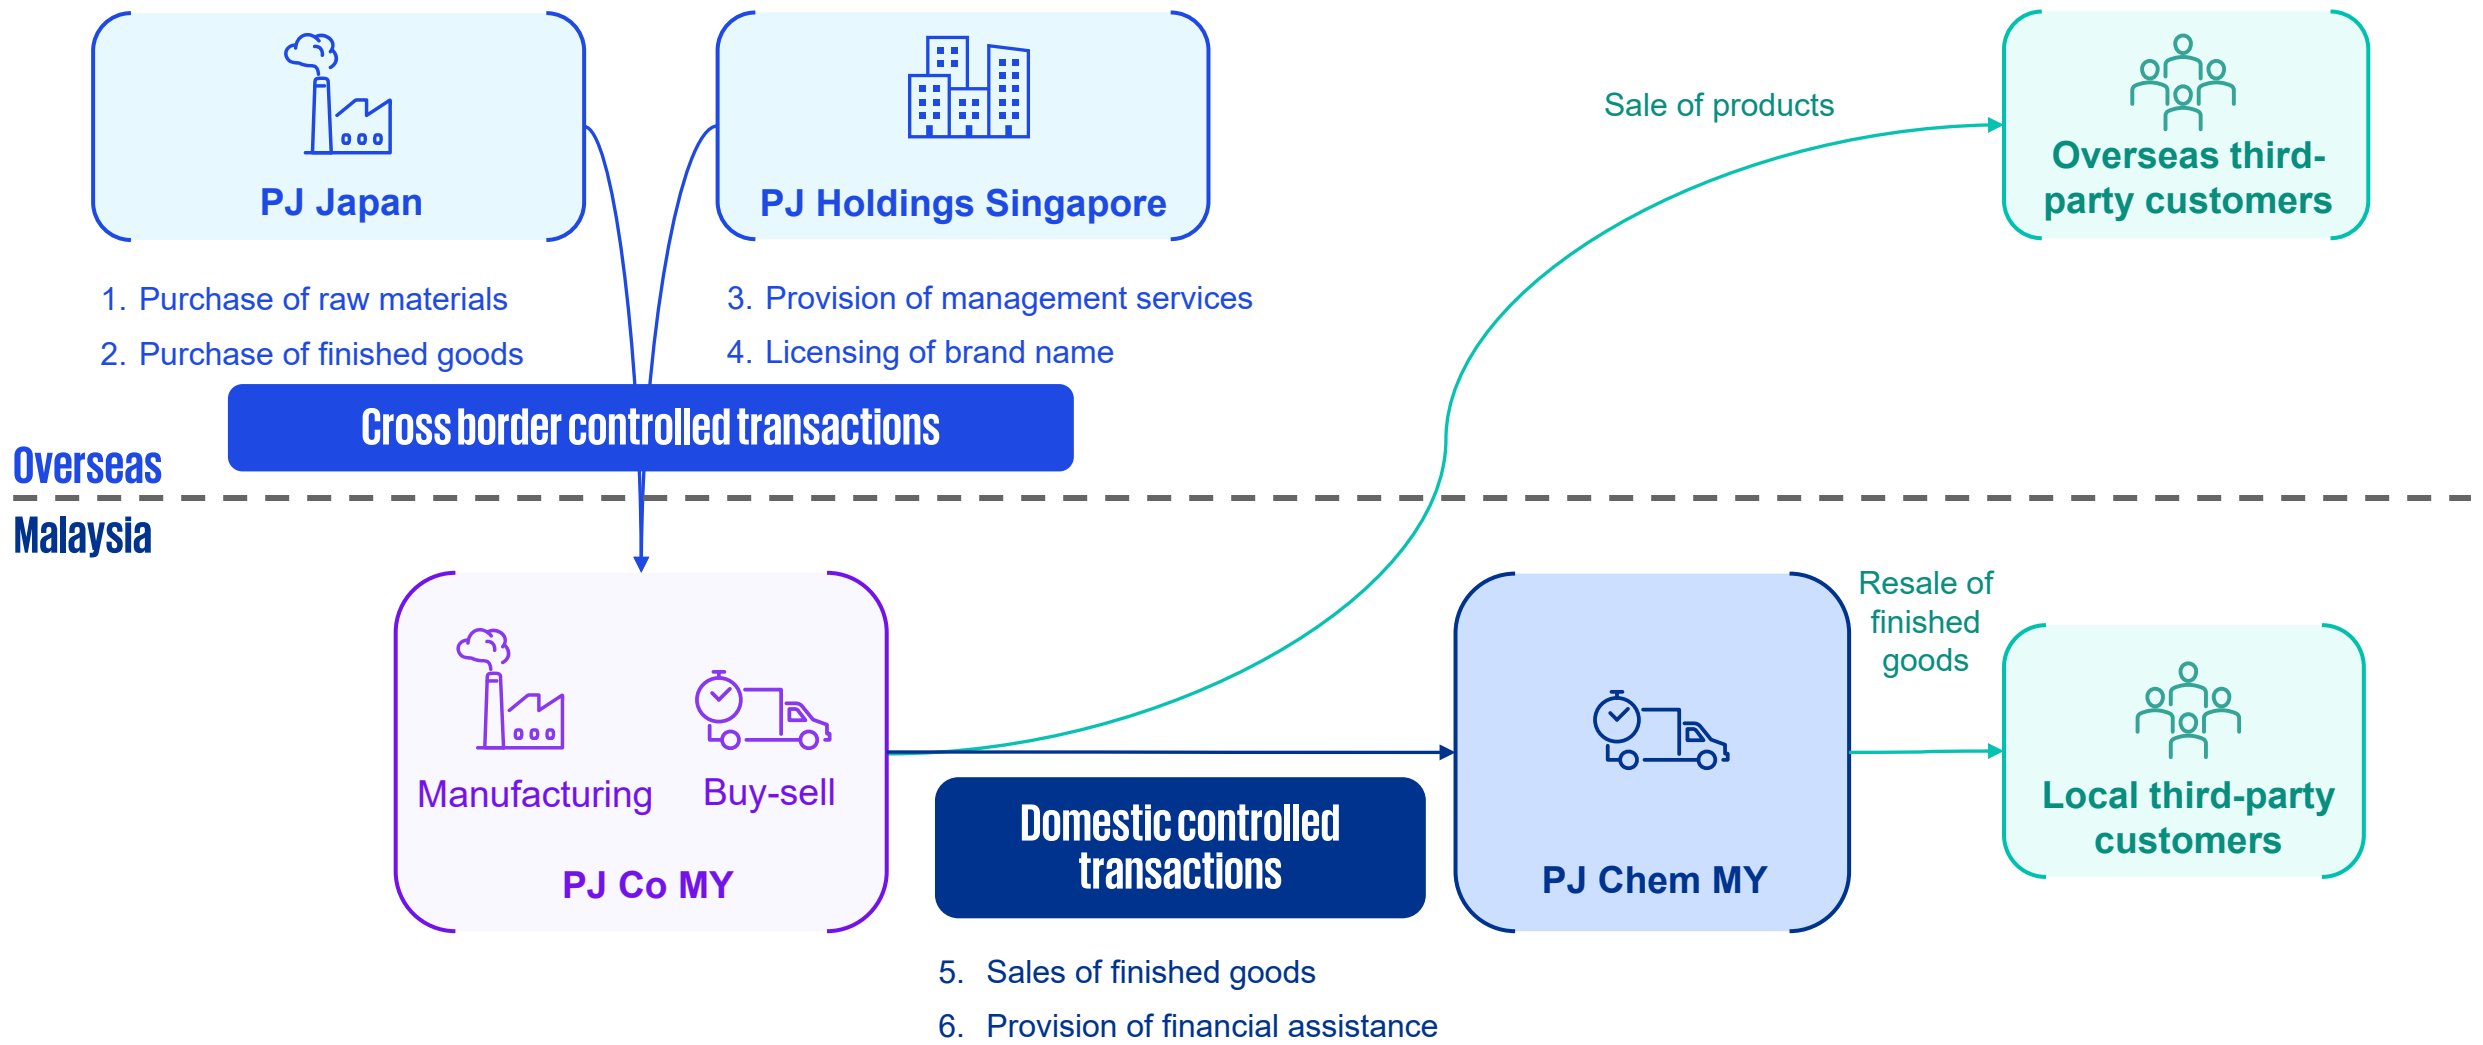 PJ Japan
PJ Holdings Singapore
Sale of products
Overseas third-
party customers
1. Purchase of raw materials
2. Purchase of finished goods
3. Provision of management services
4. Licensing of brand name
Cross border controlled transactions
Overseas
Malaysia
Manufacturing
Buy-sell
PJ Co MY
Domestic controlled
transactions
PJ Chem MY
Resale of
finished
goods
Local third-party
customers
5. Sales of finished goods
6. Provision of financial assistance